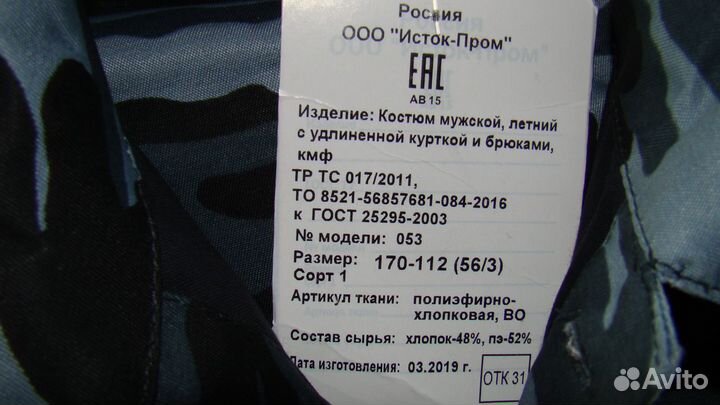 Россия
ООО "Исток-Пром"
ЕАС
АВ 15
Изделие: Костюм мужской, летний
с удлиненной курткой и брюками,
кмф
ТР ТС 017/2011,
ТО 8521-56857681-084-2016
к ГОСТ 25295-2003
№ модели: 053
Размер: 170-112 (56/3)
Сорт 1
Артикул ткани: полиэфирно-
хлопковая, ВО
Состав сырья: хлопок-48%, пэ-52%
Дата изготовления: 03.2019 г.
ОТК 31
Avito